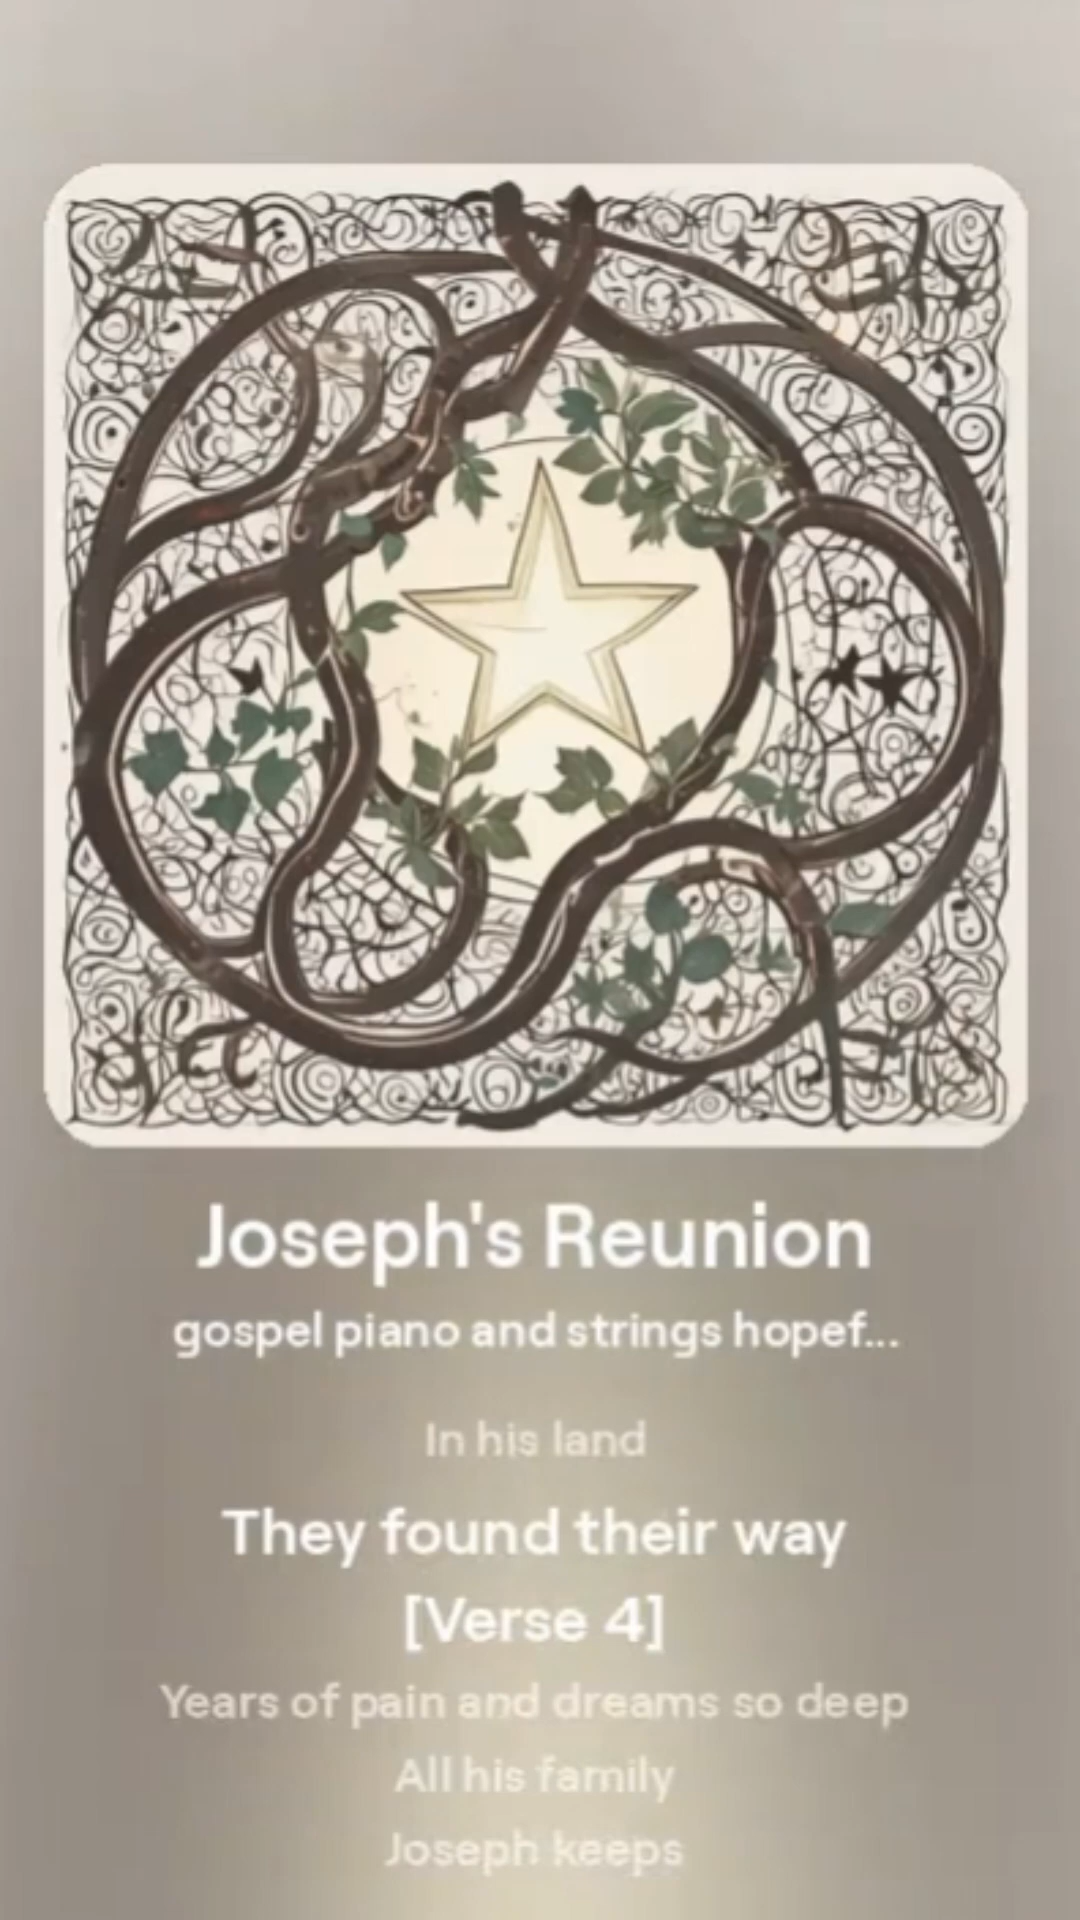 Joseph's Reunion
gospel piano and strings hopef...
In his land
They found their way
[Verse 4]
Years of pain and dreams so deep
All his family
Joseph keeps